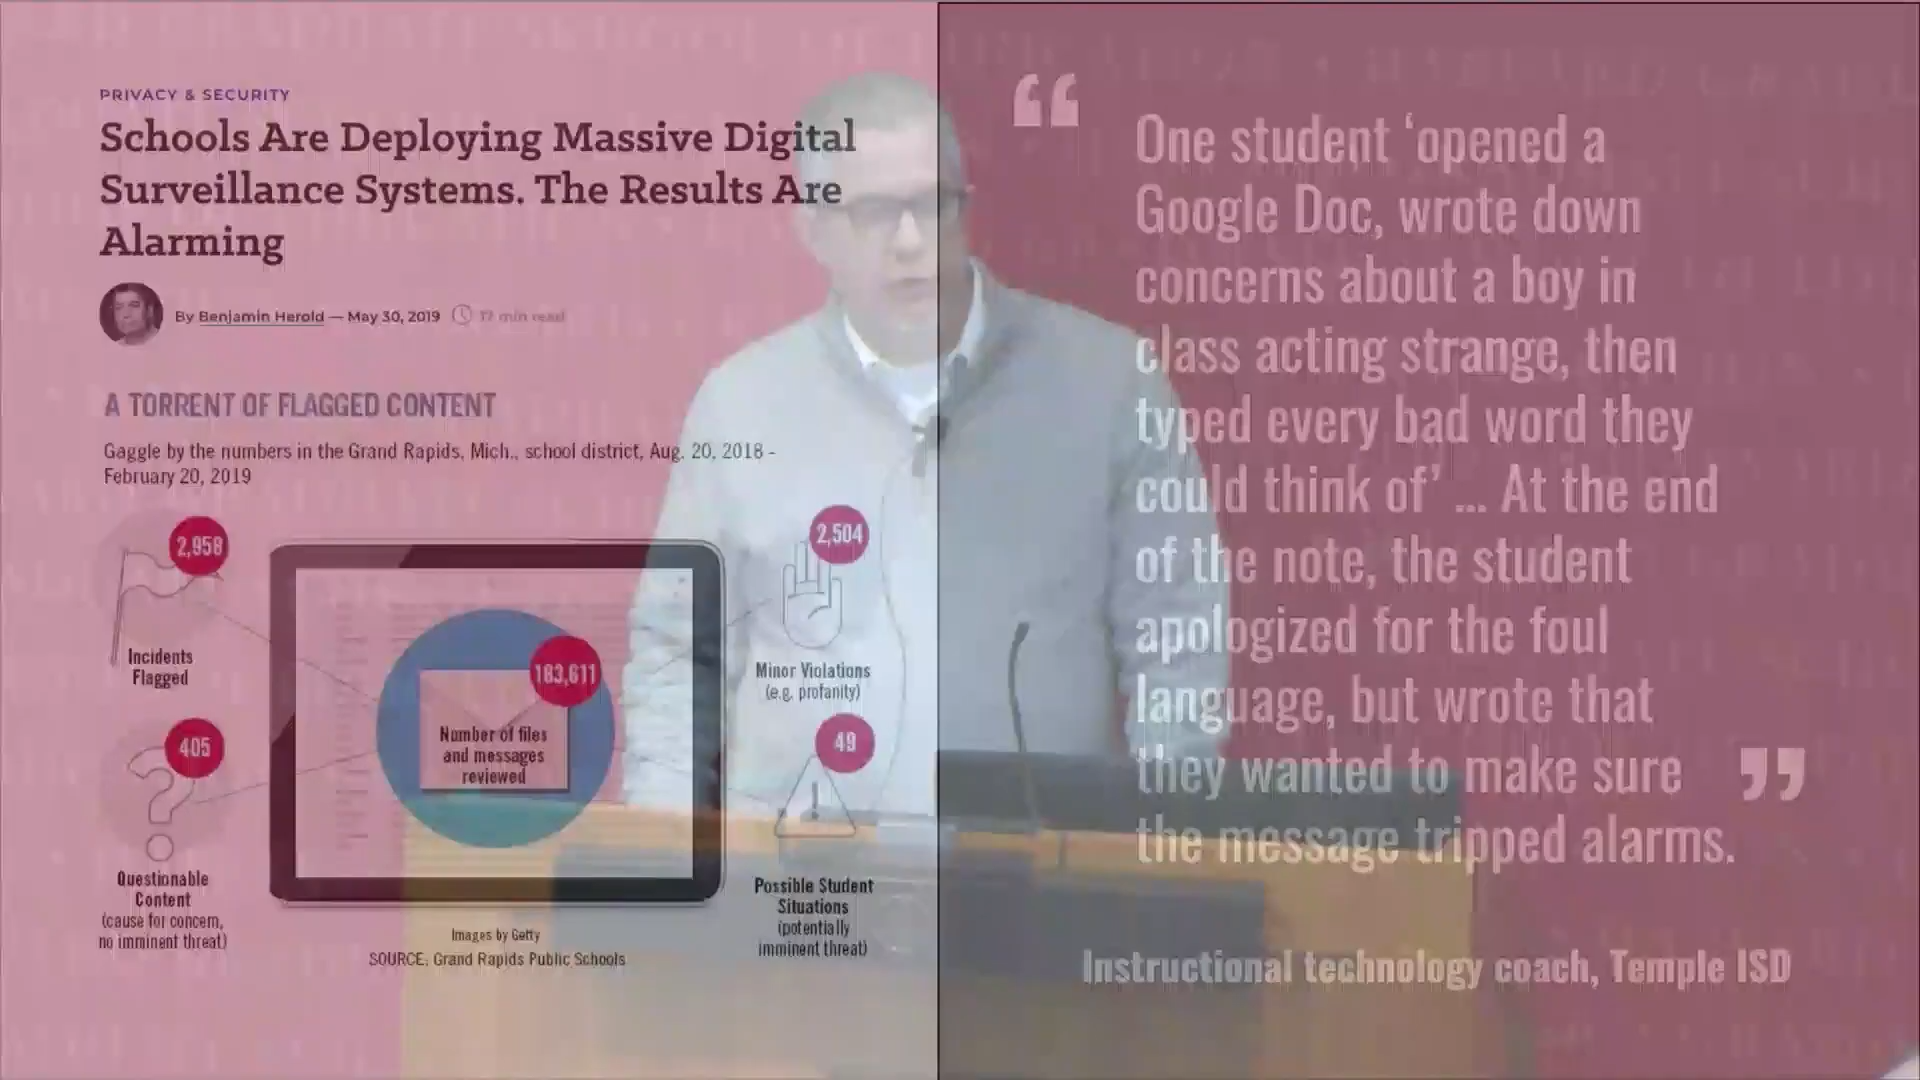 PRIVACY & SECURITY
Schools Are Deploying Massive Digital
Surveillance Systems. The Results Are
Alarming
By Benjamin Herold — May 30, 2019 17 min read
A TORRENT OF FLAGGED CONTENT
Gaggle by the numbers in the Grand Rapids, Mich., school district, Aug. 20, 2018 -
February 20, 2019
2,958
Incidents
Flagged
405
Questionable
Content
(cause for concern,
no imminent threat)
183,611
Number of files
and messages
reviewed
2,504
Minor Violations
(e.g. profanity)
49
Possible Student
Situations
(potentially
imminent threat)
Images by Getty
SOURCE: Grand Rapids Public Schools
“
One student ‘opened a
Google Doc, wrote down
concerns about a boy in
class acting strange, then
typed every bad word they
could think of’ ... At the end
of the note, the student
apologized for the foul
language, but wrote that
they wanted to make sure
the message tripped alarms.
”
Instructional technology coach, Temple ISD